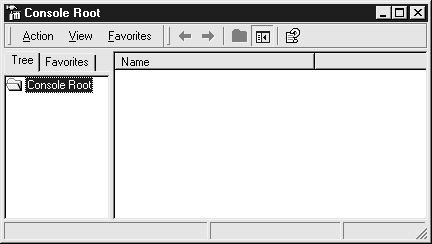 Console Root
Action View Favorites
Tree Favorites Name
Console Root